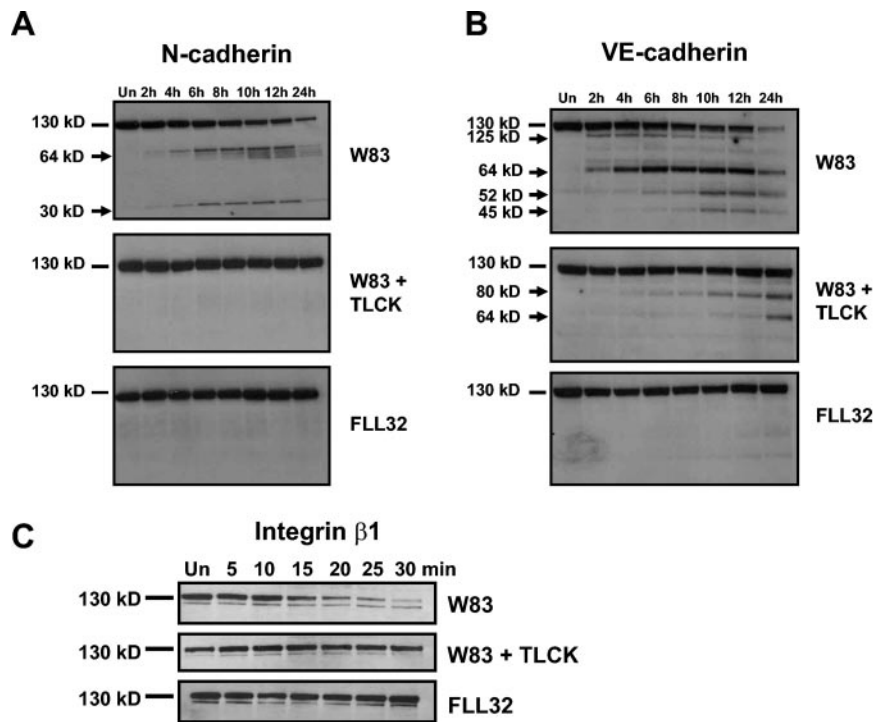 A
N-cadherin
Un 2h 4h 6h 8h 10h 12h 24h
130 kD
64 kD
30 kD
W83
130 kD
W83 +
TLCK
130 kD
FLL32
B
VE-cadherin
Un 2h 4h 6h 8h 10h 12h 24h
130 kD
125 kD
64 kD
52 kD
45 kD
W83
130 kD
80 kD
64 kD
W83 +
TLCK
130 kD
FLL32
C
Integrin β1
Un 5 10 15 20 25 30 min
130 kD W83
130 kD W83 + TLCK
130 kD FLL32